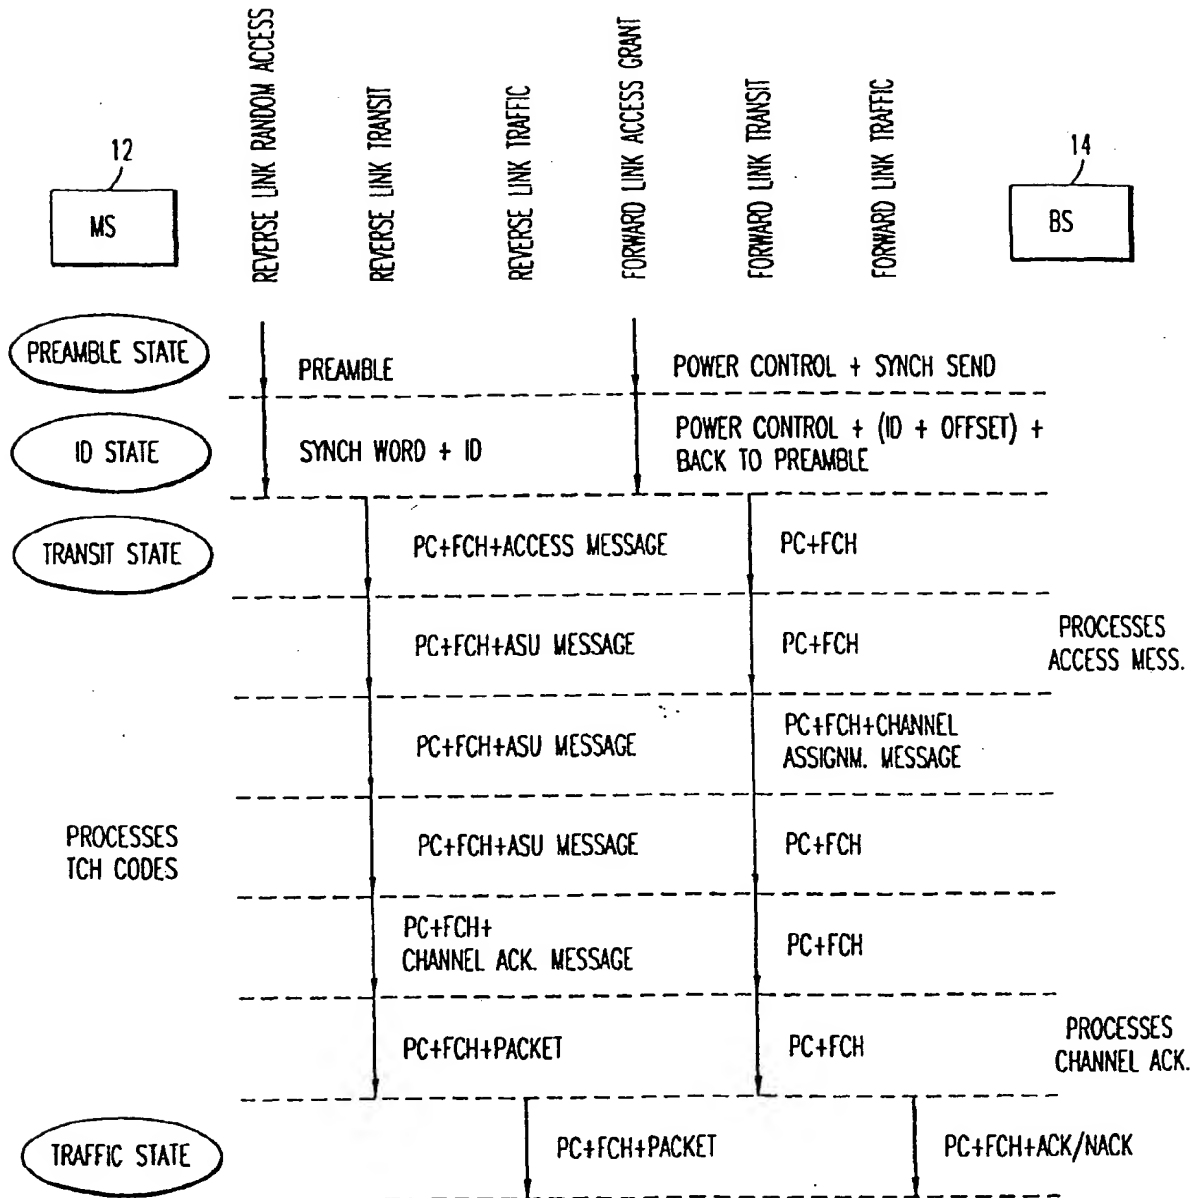 REVERSE LINK RANDOM ACCESS
REVERSE LINK TRANSIT
REVERSE LINK TRAFFIC
FORWARD LINK ACCESS GRANT
FORWARD LINK TRANSIT
FORWARD LINK TRAFFIC
12
MS
14
BS
PREAMBLE STATE
PREAMBLE
POWER CONTROL + SYNCH SEND
ID STATE
SYNCH WORD + ID
POWER CONTROL + (ID + OFFSET) +
BACK TO PREAMBLE
TRANSIT STATE
PC+FCH+ACCESS MESSAGE
PC+FCH
PC+FCH+ASU MESSAGE
PC+FCH
PROCESSES
ACCESS MESS.
PC+FCH+ASU MESSAGE
PC+FCH+CHANNEL
ASSIGNM. MESSAGE
PROCESSES
TCH CODES
PC+FCH+ASU MESSAGE
PC+FCH
PC+FCH+
CHANNEL ACK. MESSAGE
PC+FCH
PC+FCH+PACKET
PC+FCH
PROCESSES
CHANNEL ACK.
TRAFFIC STATE
PC+FCH+PACKET
PC+FCH+ACK/NACK